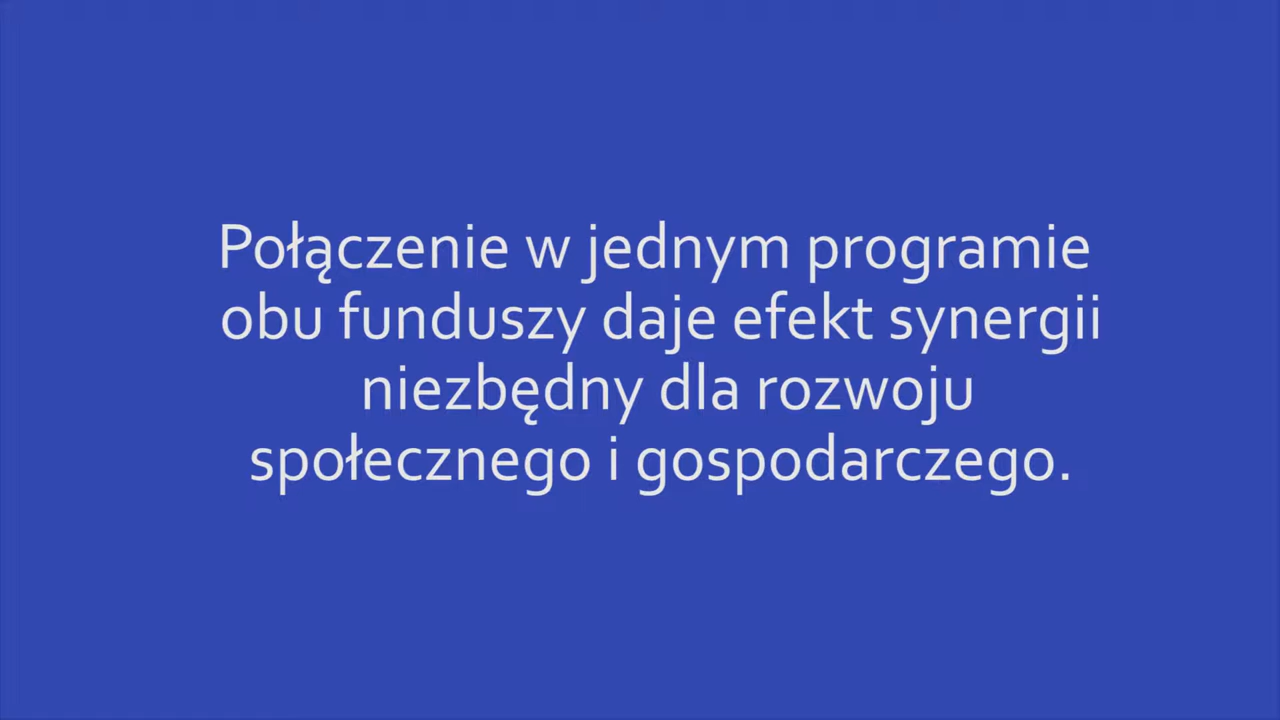 Połączenie w jednym programie
obu funduszy daje efekt synergii
niezbędny dla rozwoju
społecznego i gospodarczego.